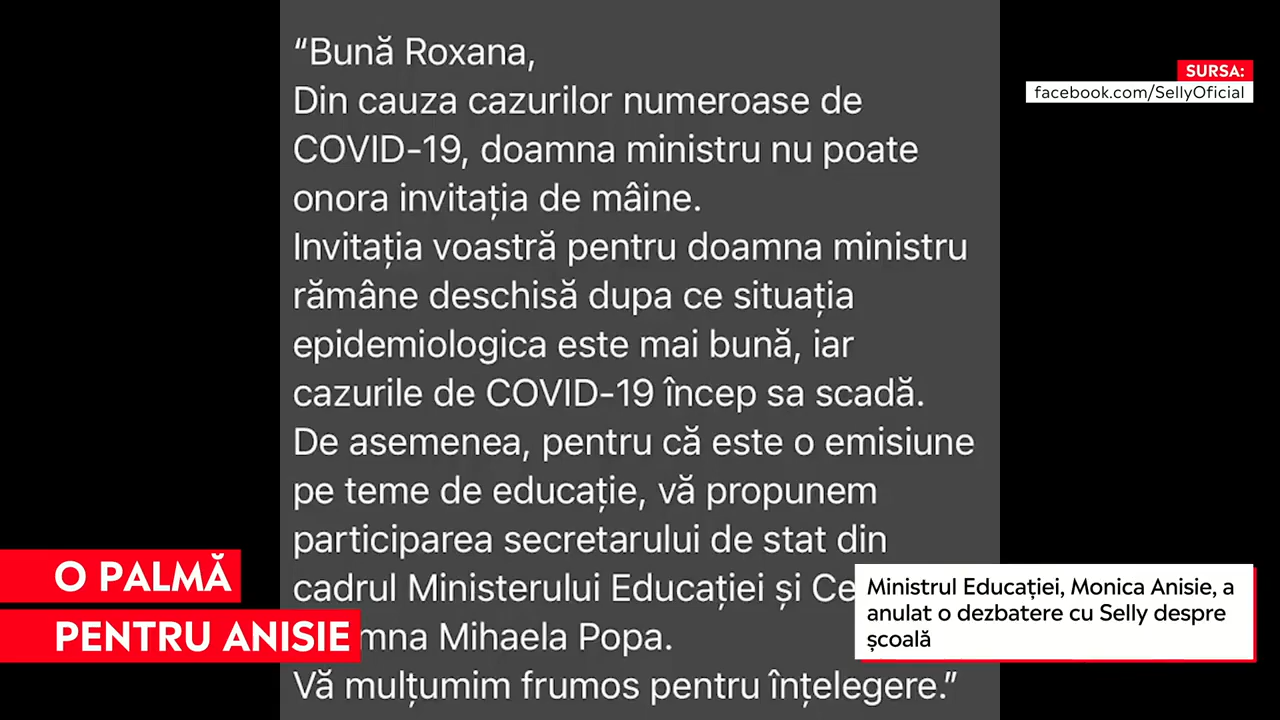 “Bună Roxana,
Din cauza cazurilor numeroase de
COVID-19, doamna ministru nu poate
onora invitația de mâine.
Invitația voastră pentru doamna ministru
rămâne deschisă dupa ce situația
epidemiologica este mai bună, iar
cazurile de COVID-19 încep sa scadă.
De asemenea, pentru că este o emisiune
pe teme de educație, vă propunem
participarea secretarului de stat din
cadrul Ministerului Educației și
mna Mihaela Popa.
Vă mulțumim frumos pentru înțelegere.”
SURSA:
facebook.com/SellyOficial
O PALMĂ
PENTRU ANISIE
Ministrul Educației, Monica Anisie, a
anulat o dezbatere cu Selly despre
școală